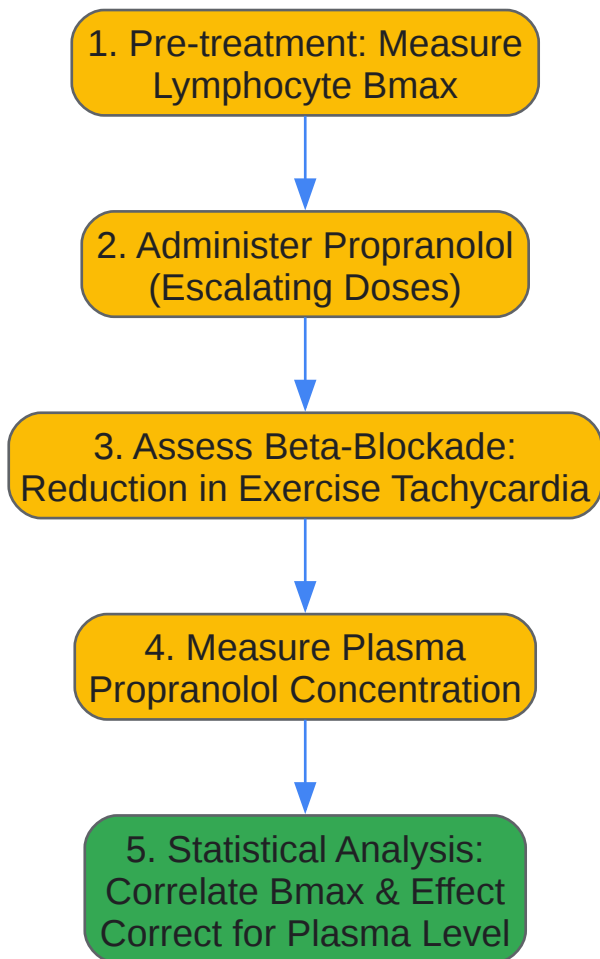 1. Pre-treatment: Measure
Lymphocyte Bmax
2. Administer Propranolol
(Escalating Doses)
3. Assess Beta-Blockade:
Reduction in Exercise Tachycardia
4. Measure Plasma
Propranolol Concentration
5. Statistical Analysis:
Correlate Bmax & Effect
Correct for Plasma Level